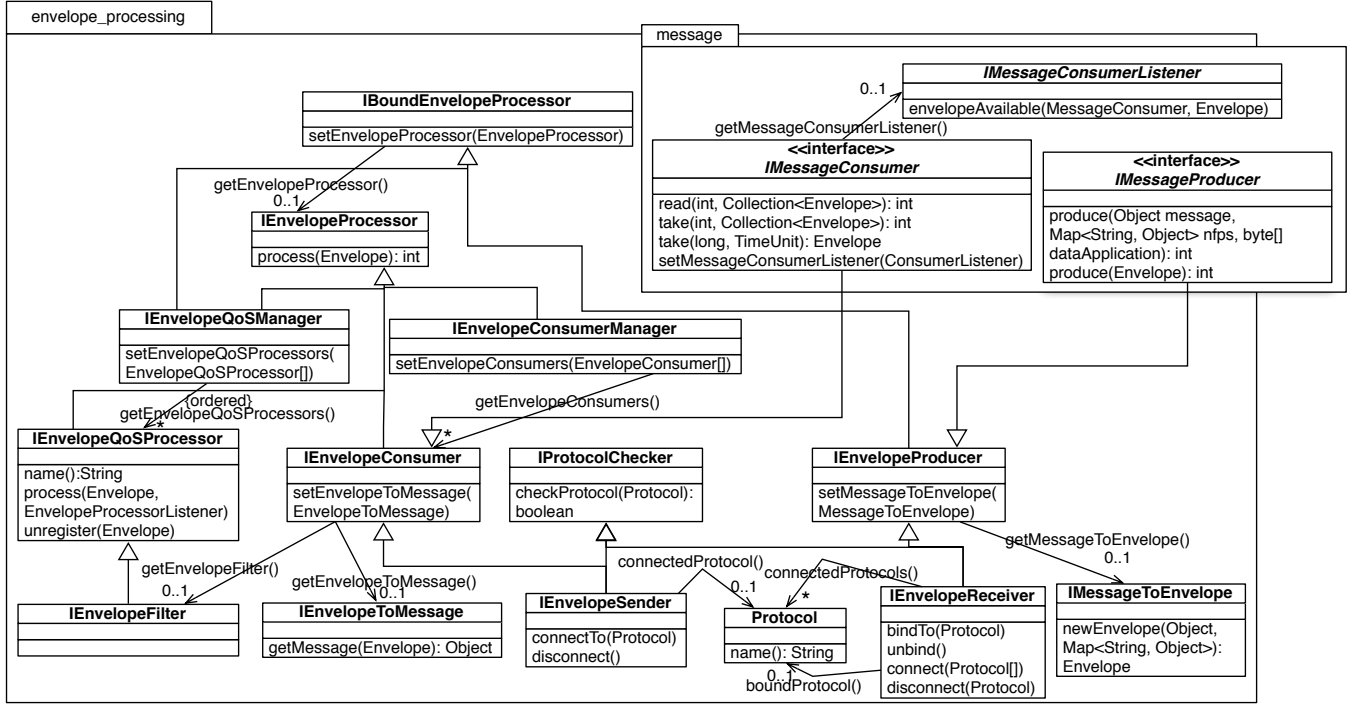 envelope_processing
message
IMessageConsumerListener
envelopeAvailable(MessageConsumer, Envelope)
0..1
getMessageConsumerListener()
<<interface>>
IMessageConsumer
read(int, Collection<Envelope>): int
take(int, Collection<Envelope>): int
take(long, TimeUnit): Envelope
setMessageConsumerListener(ConsumerListener)
<<interface>>
IMessageProducer
produce(Object message,
Map<String, Object> nfps, byte[]
dataApplication): int
produce(Envelope): int
IBoundEnvelopeProcessor
setEnvelopeProcessor(EnvelopeProcessor)
getEnvelopeProcessor()
0..1
IEnvelopeProcessor
process(Envelope): int
IEnvelopeQoSManager
setEnvelopeQoSProcessors(
EnvelopeQoSProcessor[])
IEnvelopeConsumerManager
setEnvelopeConsumers(EnvelopeConsumer[])
{ordered}
getEnvelopeQoSProcessors()
*
getEnvelopeConsumers()
*
IEnvelopeQoSProcessor
name():String
process(Envelope,
EnvelopeProcessorListener)
unregister(Envelope)
IEnvelopeConsumer
setEnvelopeToMessage(
EnvelopeToMessage)
IProtocolChecker
checkProtocol(Protocol):
boolean
IEnvelopeProducer
setMessageToEnvelope(
MessageToEnvelope)
getEnvelopeFilter()
0..1
getEnvelopeToMessage()
0..1
connectedProtocol()
0..1
connectedProtocols()
*
getMessageToEnvelope()
0..1
IEnvelopeFilter
IEnvelopeToMessage
getMessage(Envelope): Object
IEnvelopeSender
connectTo(Protocol)
disconnect()
Protocol
name(): String
0..1
boundProtocol()
IEnvelopeReceiver
bindTo(Protocol)
unbind()
connect(Protocol[])
disconnect(Protocol)
IMessageToEnvelope
newEnvelope(Object,
Map<String, Object>):
Envelope